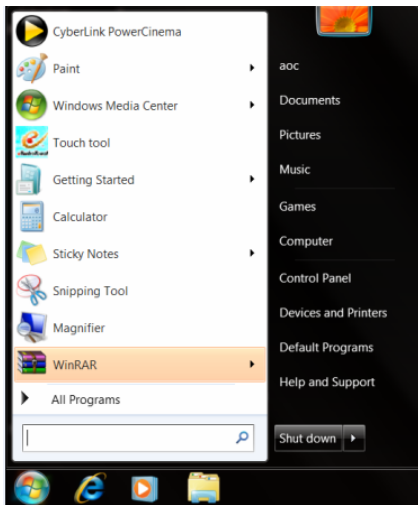 CyberLink PowerCinema
Paint
Windows Media Center
Touch tool
Getting Started
Calculator
Sticky Notes
Snipping Tool
Magnifier
WinRAR
All Programs
aoc
Documents
Pictures
Music
Games
Computer
Control Panel
Devices and Printers
Default Programs
Help and Support
Shut down